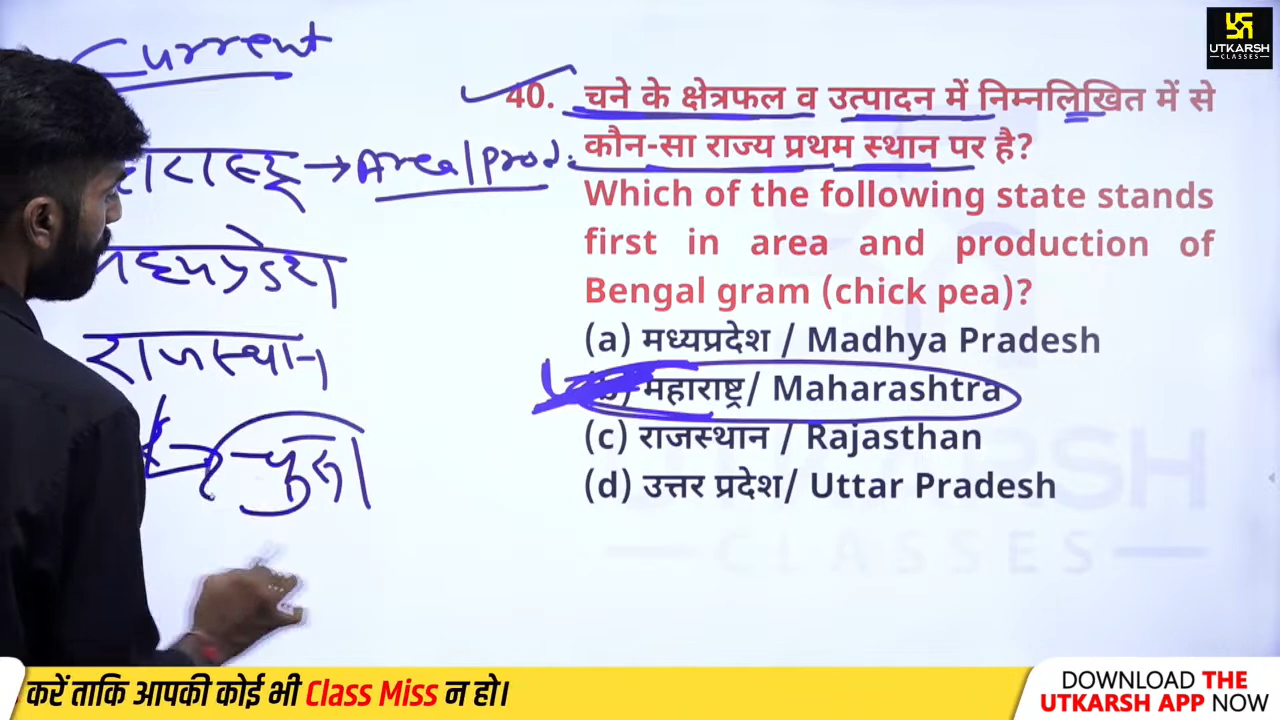 Current
UTKARSH
CLASSES
40. चने के क्षेत्रफल व उत्पादन में निम्नलिखित में से
कौन-सा राज्य प्रथम स्थान पर है?
→ Area/Prod.
Which of the following state stands
first in area and production of
Bengal gram (chick pea)?
(a) मध्यप्रदेश / Madhya Pradesh
(b) महाराष्ट्र/ Maharashtra
(c) राजस्थान / Rajasthan
(d) उत्तर प्रदेश/ Uttar Pradesh
राजस्थान
चुरू
करें ताकि आपकी कोई भी Class Miss न हो।
DOWNLOAD THE
UTKARSH APP NOW